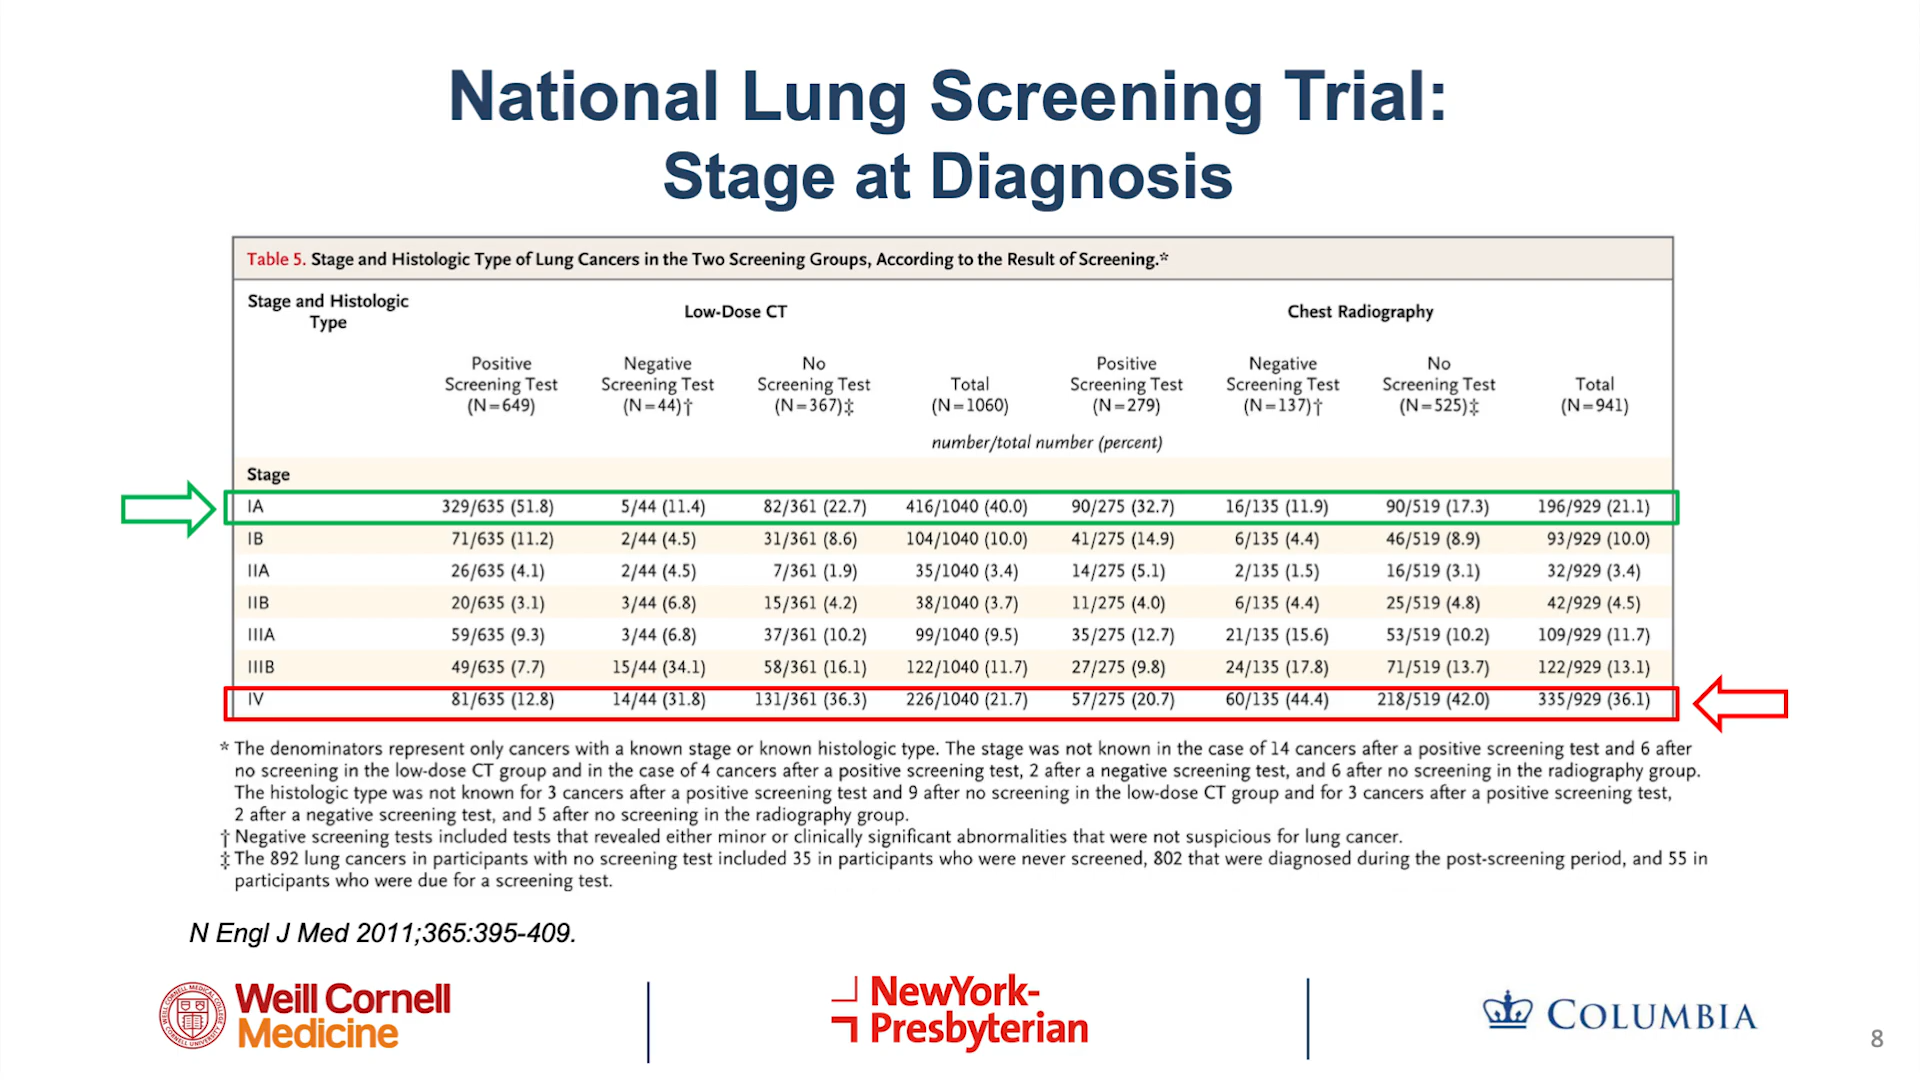 National Lung Screening Trial:
Stage at Diagnosis
Table 5. Stage and Histologic Type of Lung Cancers in the Two Screening Groups, According to the Result of Screening.*
Stage and Histologic Type Low-Dose CT Chest Radiography
Positive Screening Test (N=649) Negative Screening Test (N=44)† No Screening Test (N=367)‡ Total (N=1060) Positive Screening Test (N=279) Negative Screening Test (N=137)† No Screening Test (N=525)‡ Total (N=941)
number/total number (percent)
Stage
IA 329/635 (51.8) 5/44 (11.4) 82/361 (22.7) 416/1040 (40.0) 90/275 (32.7) 16/135 (11.9) 90/519 (17.3) 196/929 (21.1)
IB 71/635 (11.2) 2/44 (4.5) 31/361 (8.6) 104/1040 (10.0) 41/275 (14.9) 6/135 (4.4) 46/519 (8.9) 93/929 (10.0)
IIA 26/635 (4.1) 2/44 (4.5) 7/361 (1.9) 35/1040 (3.4) 14/275 (5.1) 2/135 (1.5) 16/519 (3.1) 32/929 (3.4)
IIB 20/635 (3.1) 3/44 (6.8) 15/361 (4.2) 38/1040 (3.7) 11/275 (4.0) 6/135 (4.4) 25/519 (4.8) 42/929 (4.5)
IIIA 59/635 (9.3) 3/44 (6.8) 37/361 (10.2) 99/1040 (9.5) 35/275 (12.7) 21/135 (15.6) 53/519 (10.2) 109/929 (11.7)
IIIB 49/635 (7.7) 15/44 (34.1) 58/361 (16.1) 122/1040 (11.7) 27/275 (9.8) 24/135 (17.8) 71/519 (13.7) 122/929 (13.1)
IV 81/635 (12.8) 14/44 (31.8) 131/361 (36.3) 226/1040 (21.7) 57/275 (20.7) 60/135 (44.4) 218/519 (42.0) 335/929 (36.1)
* The denominators represent only cancers with a known stage or known histologic type. The stage was not known in the case of 14 cancers after a positive screening test and 6 after
no screening in the low-dose CT group and in the case of 4 cancers after a positive screening test, 2 after a negative screening test, and 6 after no screening in the radiography group.
The histologic type was not known for 3 cancers after a positive screening test and 9 after no screening in the low-dose CT group and for 3 cancers after a positive screening test,
2 after a negative screening test, and 5 after no screening in the radiography group.
† Negative screening tests included tests that revealed either minor or clinically significant abnormalities that were not suspicious for lung cancer.
‡ The 892 lung cancers in participants with no screening test included 35 in participants who were never screened, 802 that were diagnosed during the post-screening period, and 55 in
participants who were due for a screening test.
N Engl J Med 2011;365:395-409.
Weill Cornell
Medicine
NewYork-
Presbyterian
COLUMBIA
8